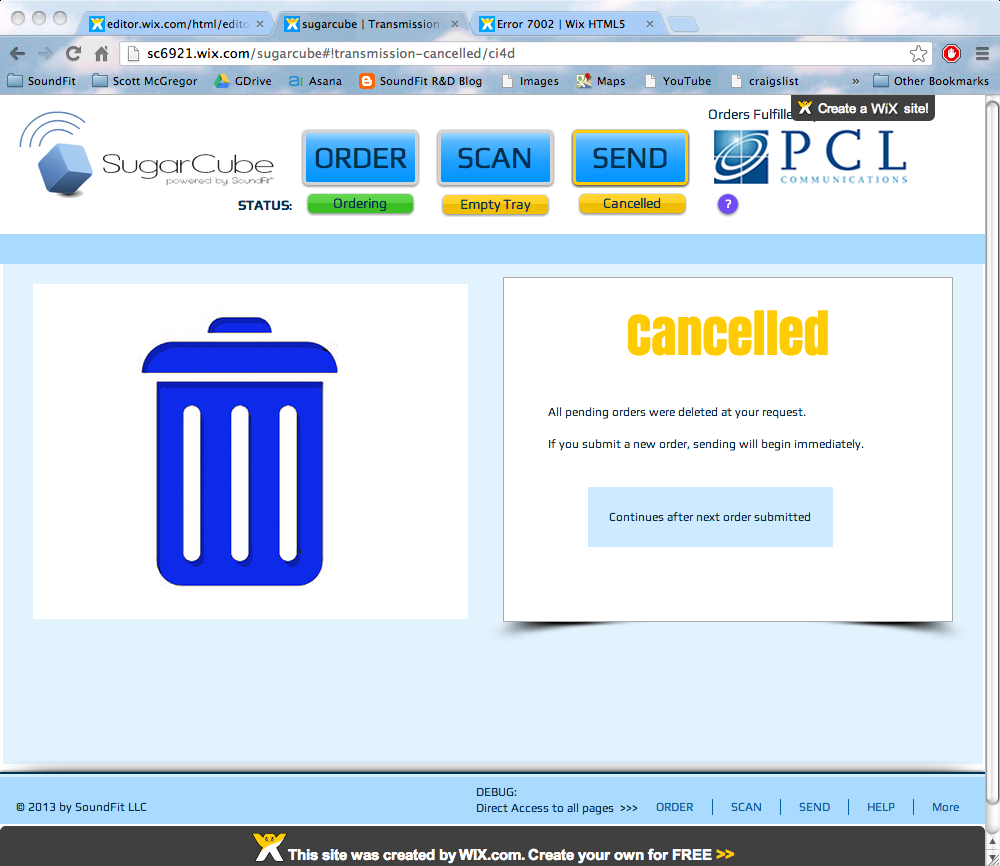 editor.wix.com/html/edito
sugarcube | Transmission
Error 7002 | Wix HTML5
sc6921.wix.com/sugarcube#!transmission-cancelled/ci4d
SoundFit
Scott McGregor
GDrive
Asana
SoundFit R&D Blog
Images
Maps
YouTube
craigslist
»
Other Bookmarks
Create a WiX site!
Orders Fulfille
SugarCube
powered by SoundFit
ORDER
SCAN
SEND
PCL
COMMUNICATIONS
STATUS:
Ordering
Empty Tray
Cancelled
?
Cancelled
All pending orders were deleted at your request.
If you submit a new order, sending will begin immediately.
Continues after next order submitted
© 2013 by SoundFit LLC
DEBUG:
Direct Access to all pages >>>
ORDER
SCAN
SEND
HELP
More
This site was created by WIX.com. Create your own for FREE >>